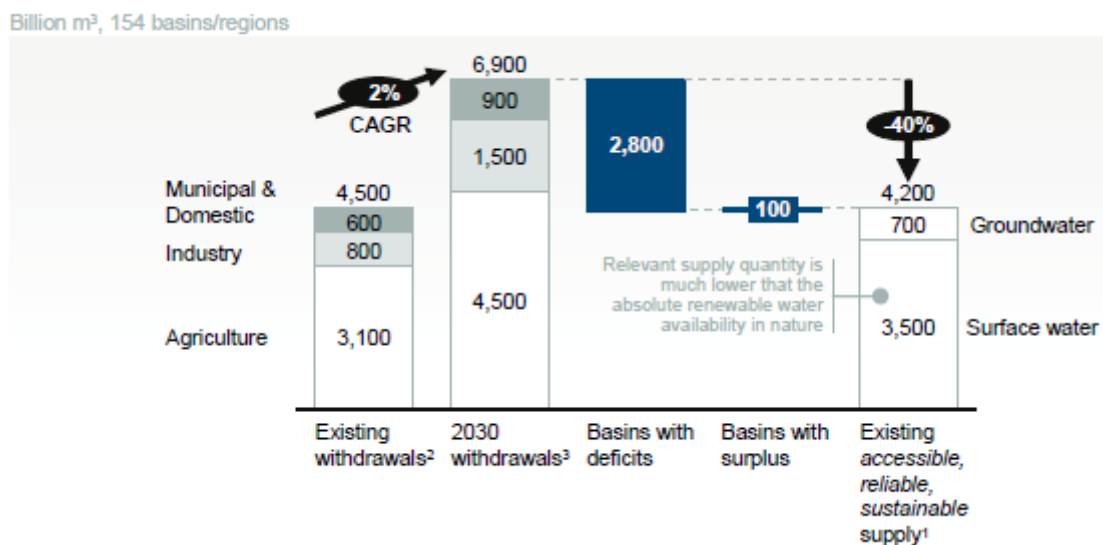 Billion m³, 154 basins/regions
6,900
2%
CAGR
900
1,500
4,500
2,800
-40%
Municipal &
Domestic
Industry
Agriculture
4,500
600
800
3,100
100
4,200
700
3,500
Groundwater
Surface water
Relevant supply quantity is
much lower that the
absolute renewable water
availability in nature
Existing
withdrawals²
2030
withdrawals³
Basins with
deficits
Basins with
surplus
Existing
accessible,
reliable,
sustainable
supply¹